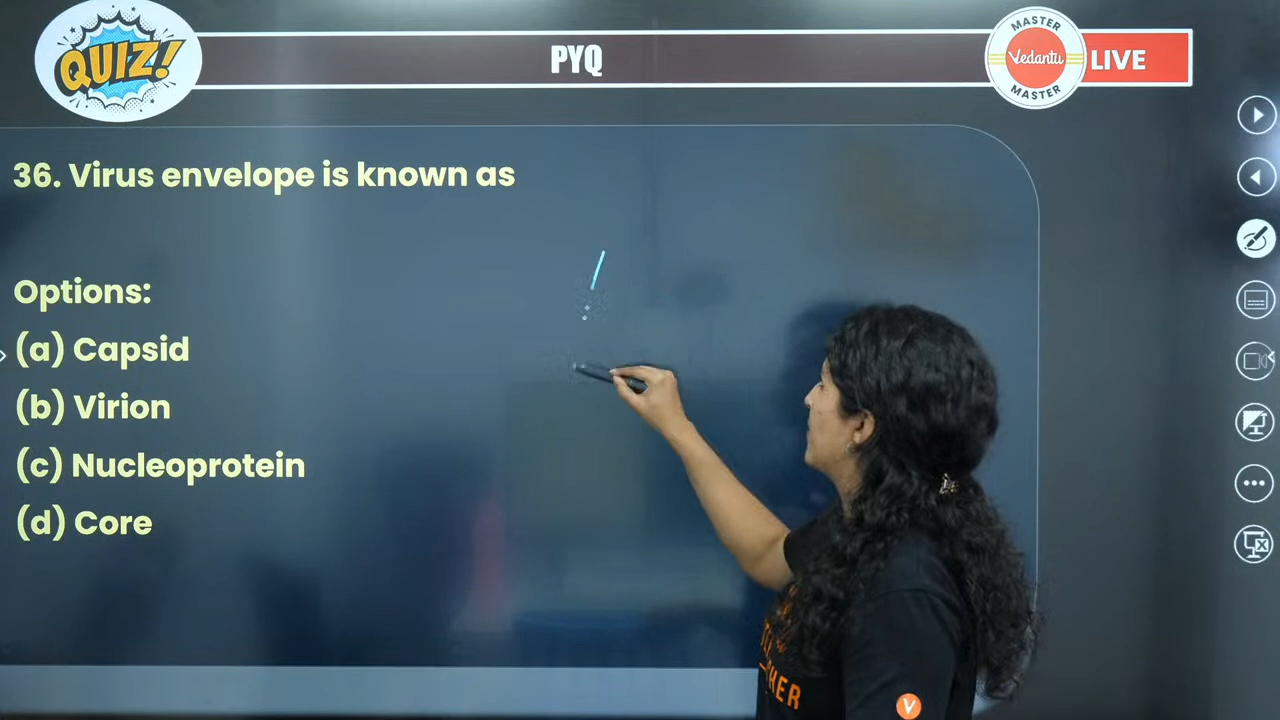 QUIZ!
PYQ
MASTER
Vedantu
MASTER
LIVE
36. Virus envelope is known as
Options:
(a) Capsid
(b) Virion
(c) Nucleoprotein
(d) Core
V